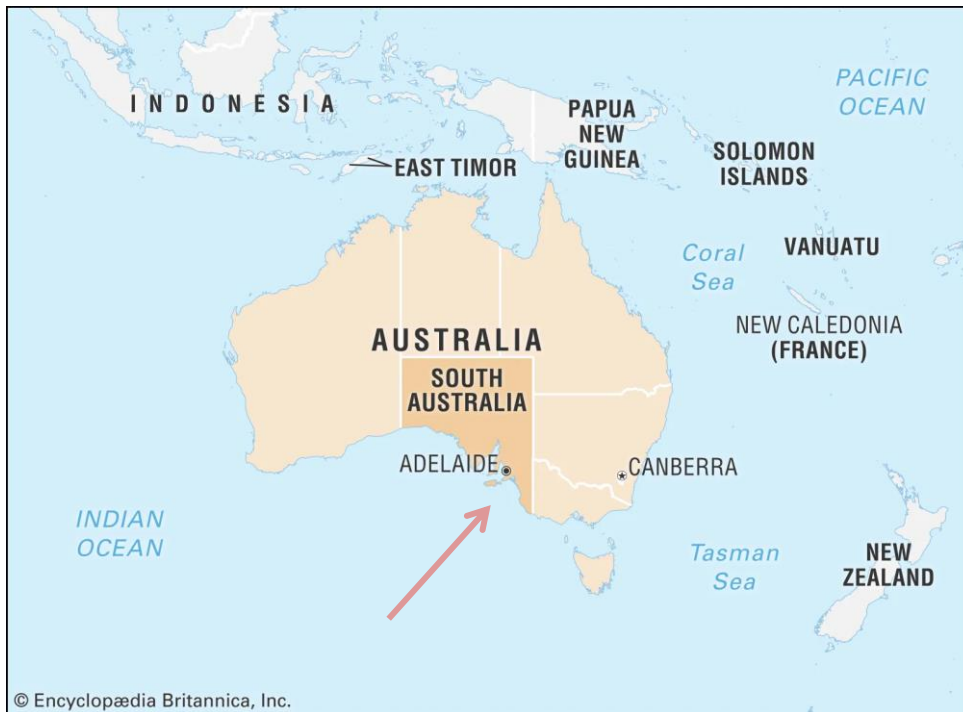 PACIFIC
OCEAN
INDONESIA
PAPUA
NEW
GUINEA
SOLOMON
ISLANDS
EAST TIMOR
Coral
Sea
VANUATU
NEW CALEDONIA
(FRANCE)
AUSTRALIA
SOUTH
AUSTRALIA
ADELAIDE
CANBERRA
INDIAN
OCEAN
Tasman
Sea
NEW
ZEALAND
© Encyclopædia Britannica, Inc.